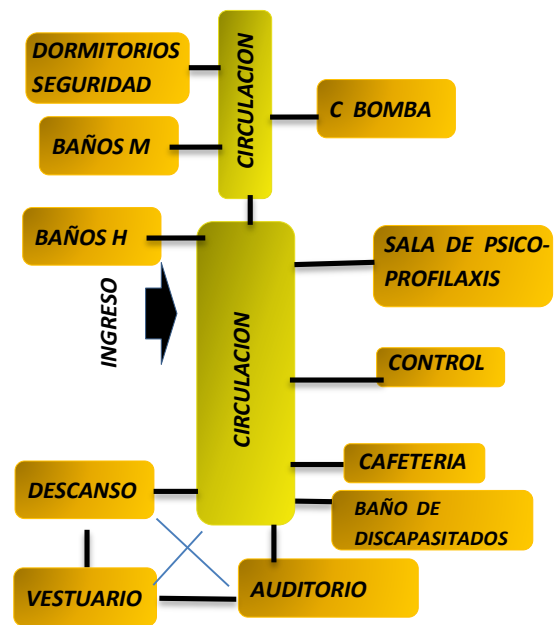 DORMITORIOS
SEGURIDAD
CIRCULACION
C BOMBA
BAÑOS M
BAÑOS H
SALA DE PSICO-
PROFILAXIS
INGRESO
CIRCULACION
CONTROL
CAFETERIA
DESCANSO
BAÑO DE
DISCAPASITADOS
VESTUARIO
AUDITORIO